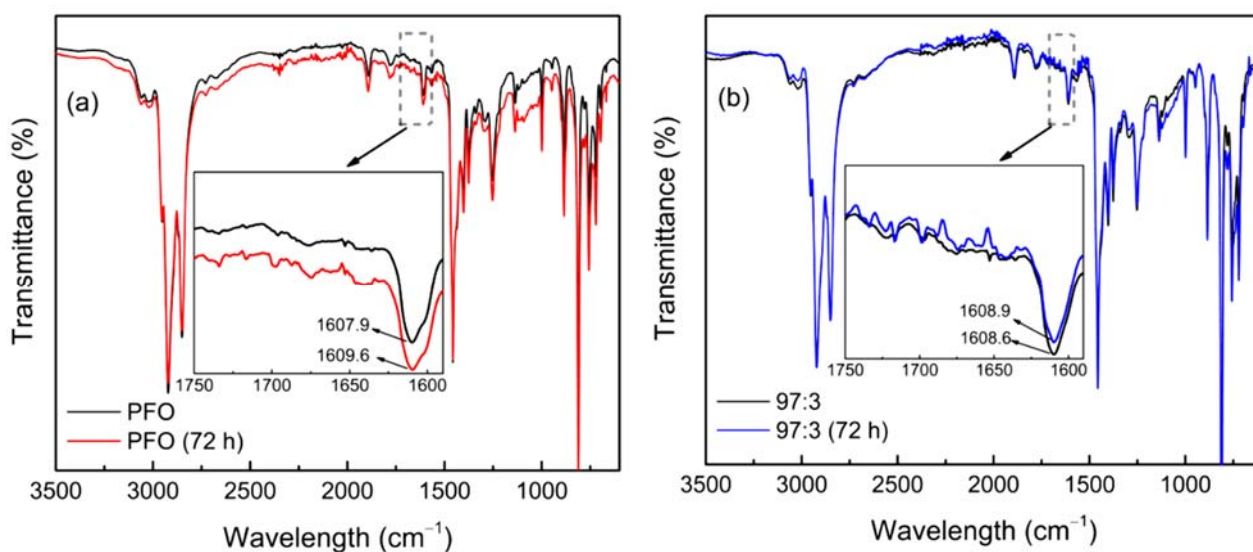 (a)
Transmittance (%)
1607.9
1609.6
1750 1700 1650 1600
PFO
PFO (72 h)
3500 3000 2500 2000 1500 1000
Wavelength (cm⁻¹)
(b)
Transmittance (%)
1608.9
1608.6
1750 1700 1650 1600
97:3
97:3 (72 h)
3500 3000 2500 2000 1500 1000
Wavelength (cm⁻¹)